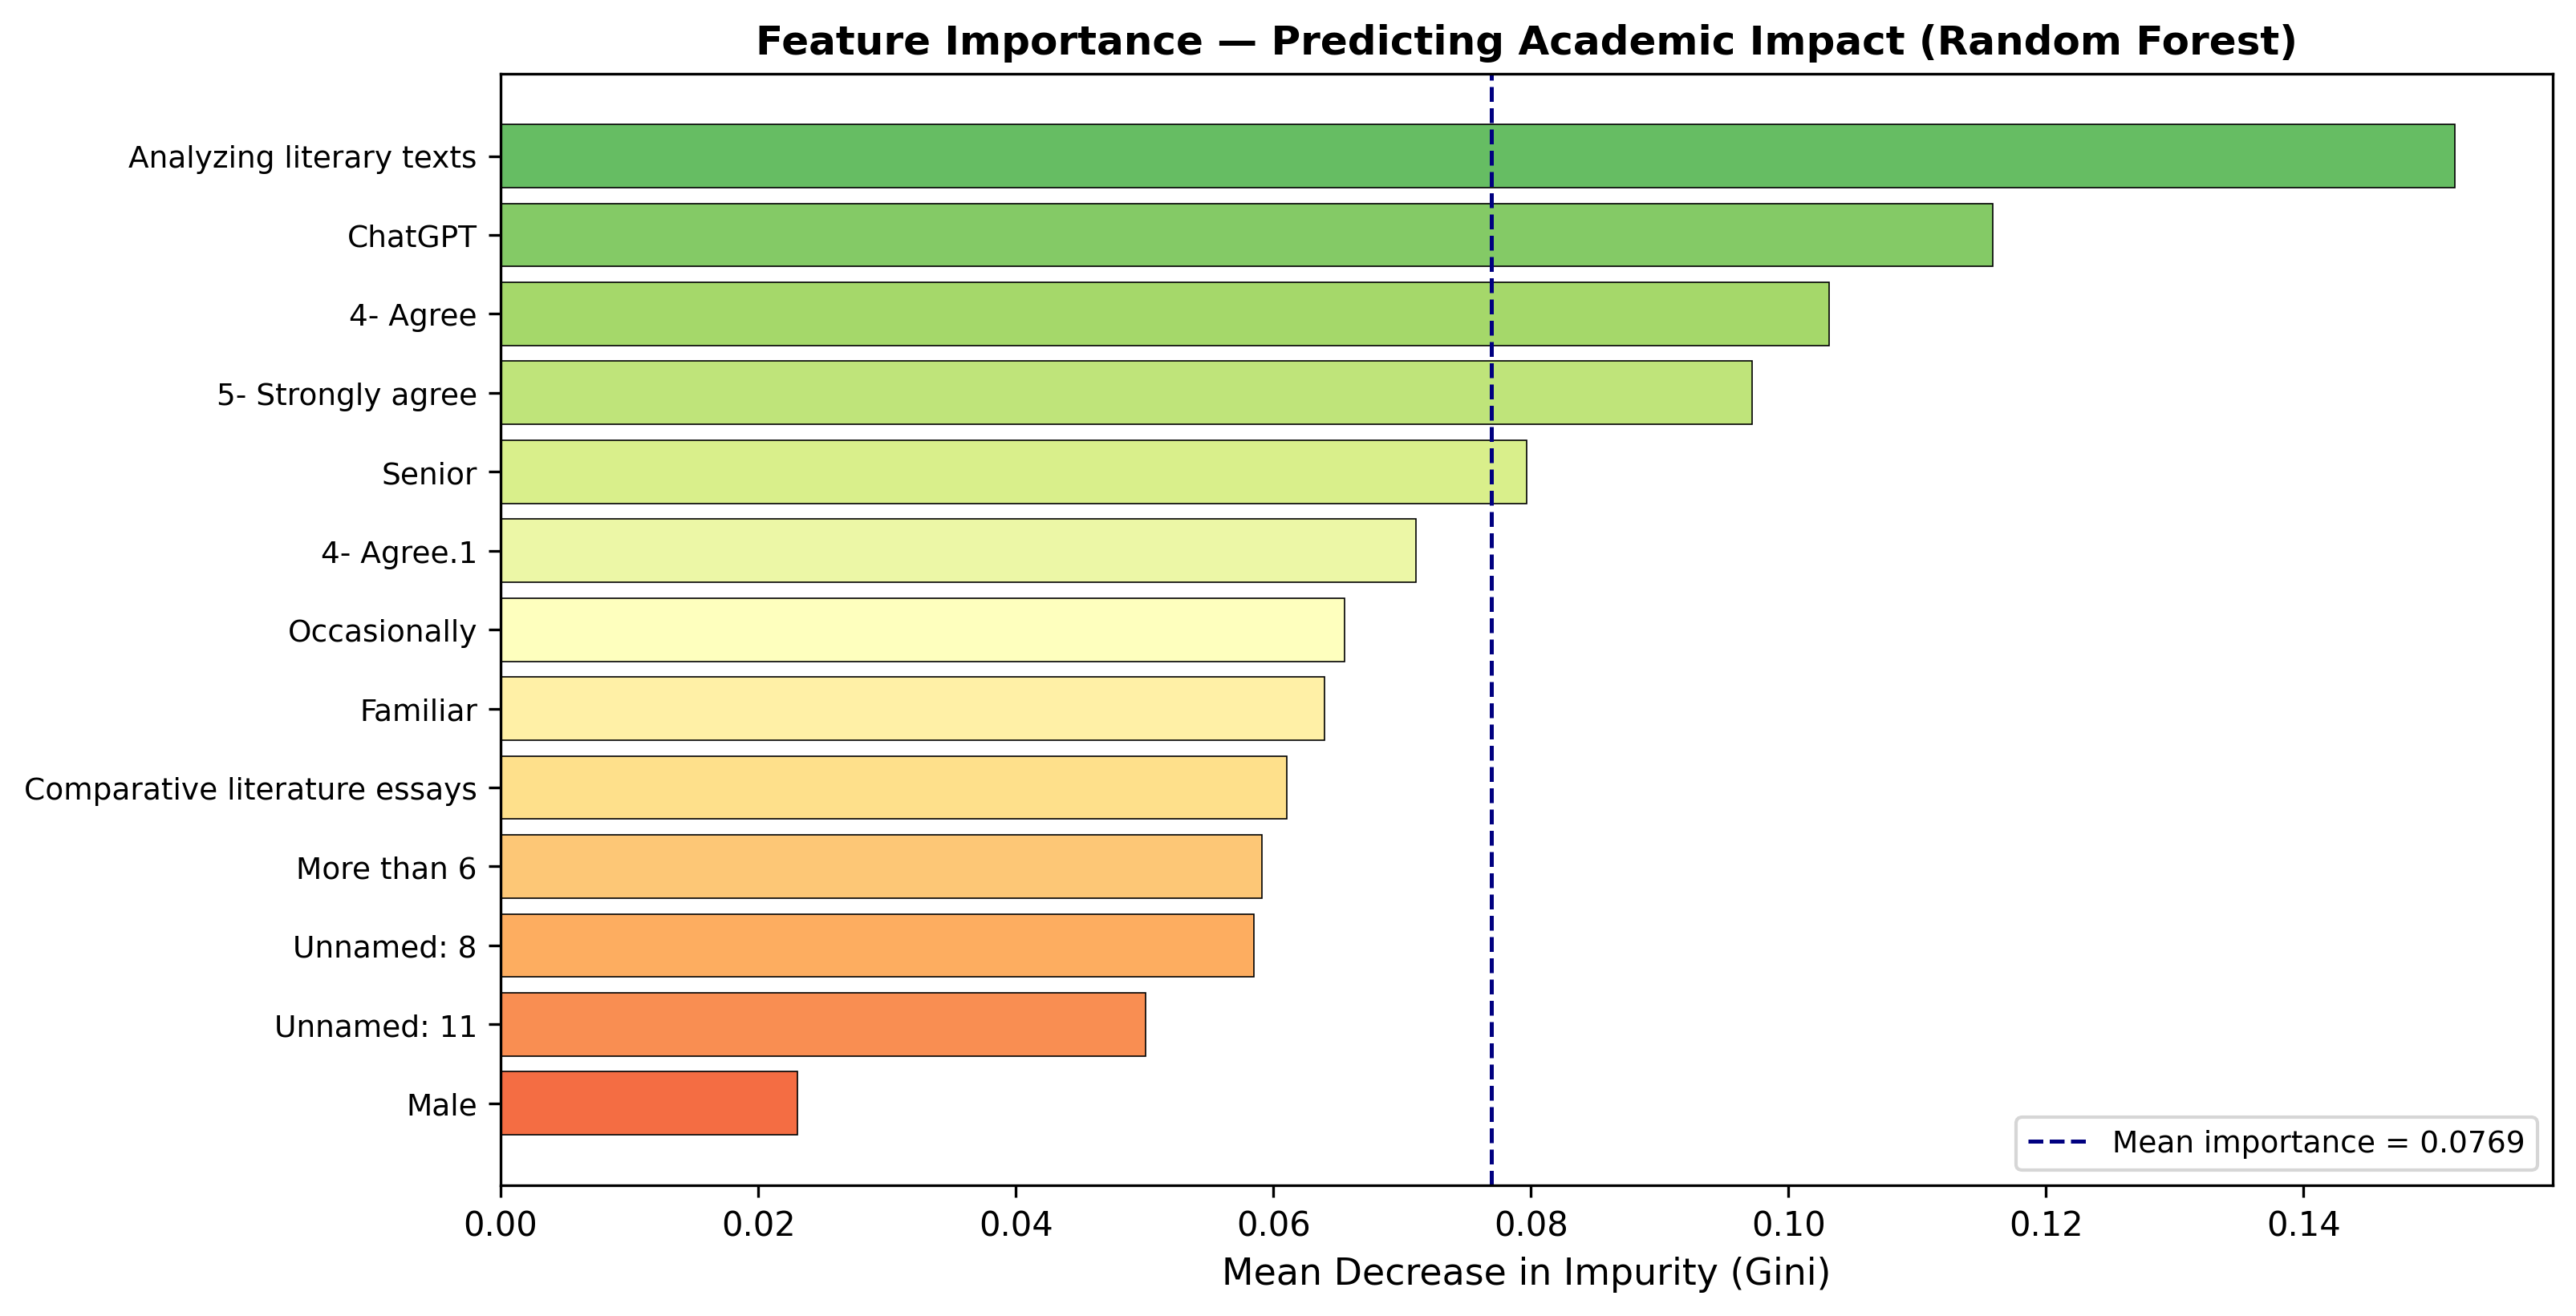 Feature Importance — Predicting Academic Impact (Random Forest)
Analyzing literary texts
ChatGPT
4- Agree
5- Strongly agree
Senior
4- Agree.1
Occasionally
Familiar
Comparative literature essays
More than 6
Unnamed: 8
Unnamed: 11
Male
Mean importance = 0.0769
0.00 0.02 0.04 0.06 0.08 0.10 0.12 0.14
Mean Decrease in Impurity (Gini)